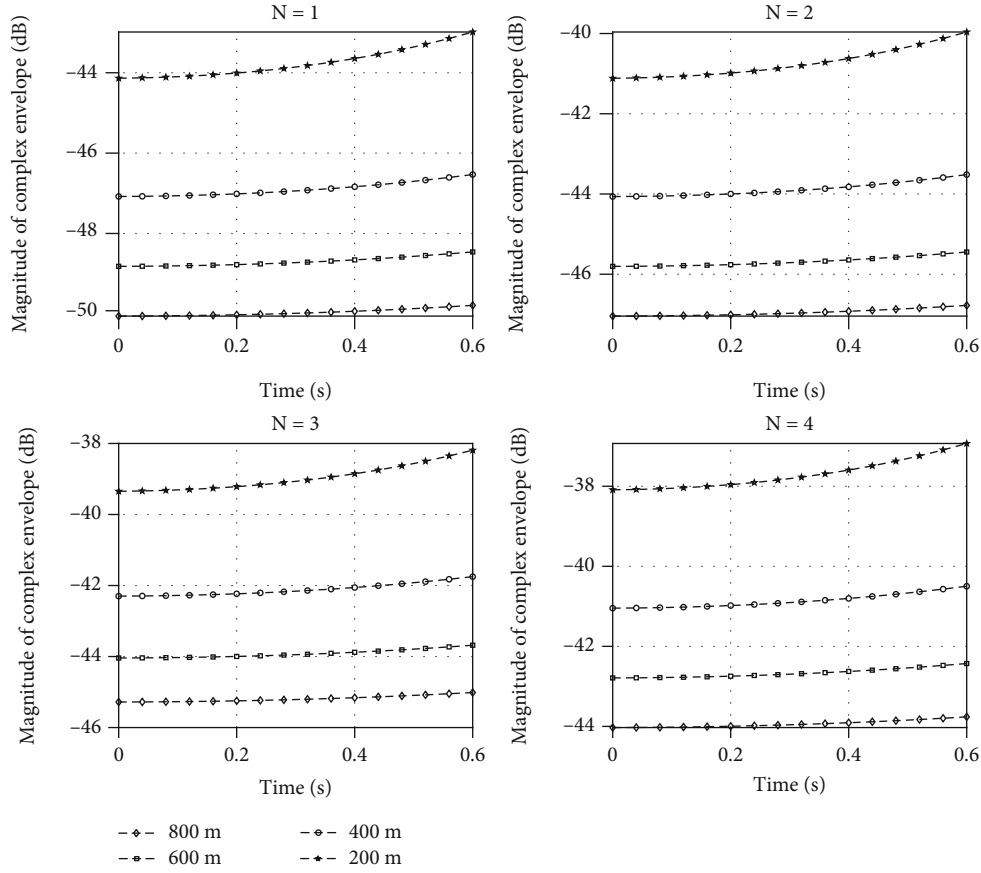 N = 1
Magnitude of complex envelope (dB)
−44
−46
−48
−50
0 0.2 0.4 0.6
Time (s)
N = 2
Magnitude of complex envelope (dB)
−40
−42
−44
−46
0 0.2 0.4 0.6
Time (s)
N = 3
Magnitude of complex envelope (dB)
−38
−40
−42
−44
−46
0 0.2 0.4 0.6
Time (s)
N = 4
Magnitude of complex envelope (dB)
−38
−40
−42
−44
0 0.2 0.4 0.6
Time (s)
800 m 400 m
600 m 200 m